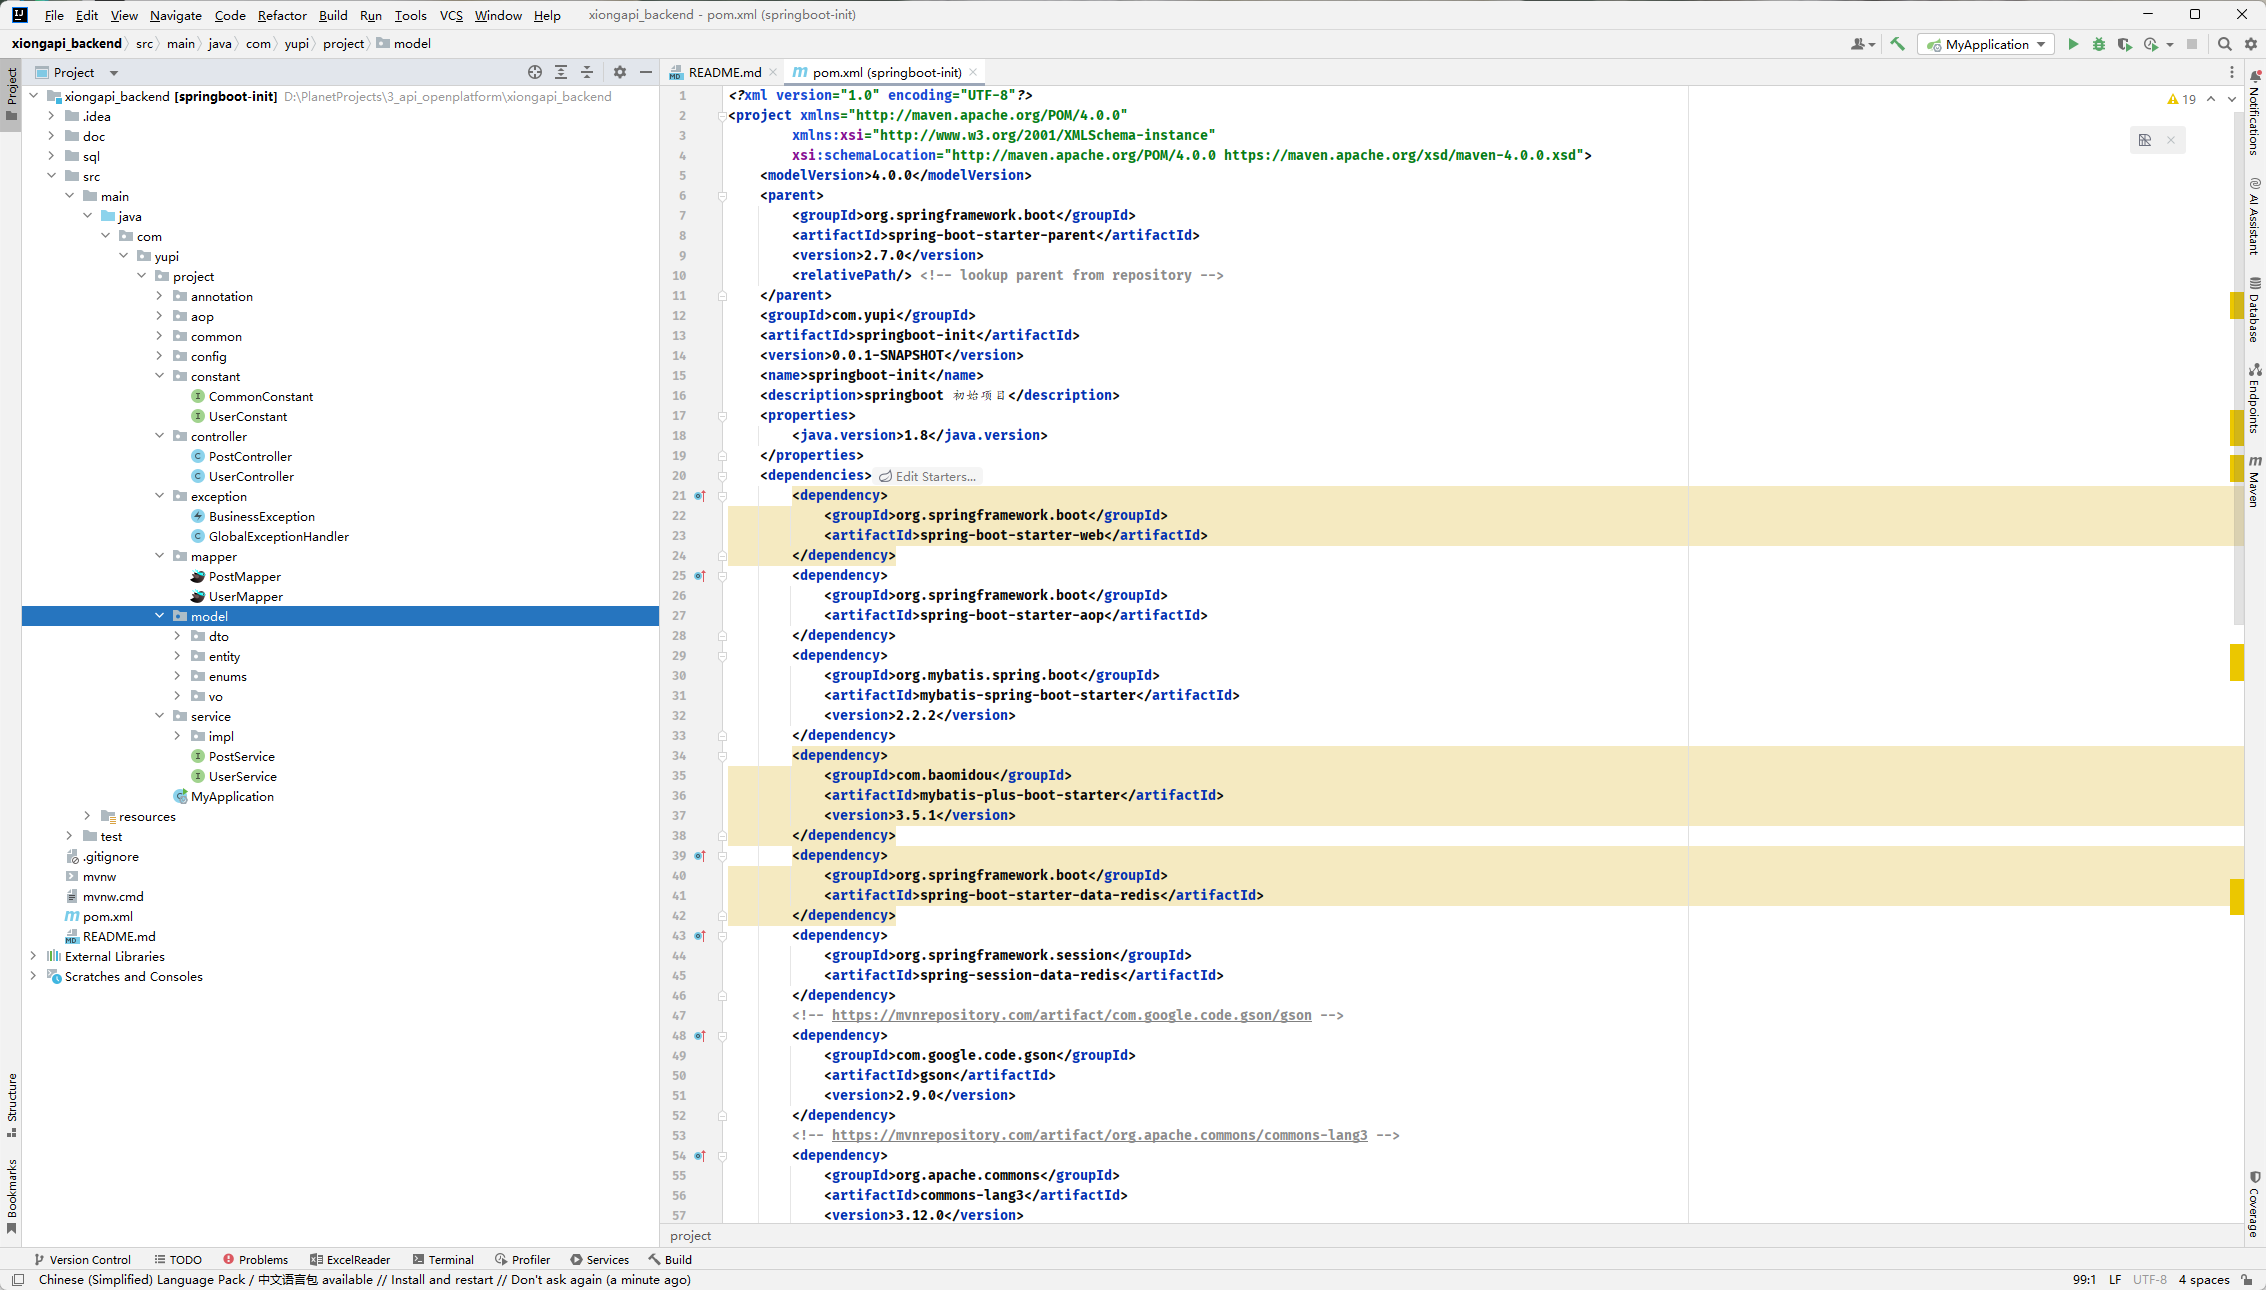 File Edit View Navigate Code Refactor Build Run Tools VCS Window Help xiongapi_backend - pom.xml (springboot-init)
xiongapi_backend src main java com yupi project model MyApplication
Project
README.md pom.xml (springboot-init)
xiongapi_backend [springboot-init] D:\PlanetProjects\3_api_openplatform\xiongapi_backend
.idea
doc
sql
src
main
java
com
yupi
project
annotation
aop
common
config
constant
CommonConstant
UserConstant
controller
PostController
UserController
exception
BusinessException
GlobalExceptionHandler
mapper
PostMapper
UserMapper
model
dto
entity
enums
vo
service
impl
PostService
UserService
MyApplication
resources
test
.gitignore
mvnw
mvnw.cmd
pom.xml
README.md
External Libraries
Scratches and Consoles
Project
Structure
Bookmarks
1 <?xml version="1.0" encoding="UTF-8"?>
2 <project xmlns="http://maven.apache.org/POM/4.0.0"
3 xmlns:xsi="http://www.w3.org/2001/XMLSchema-instance"
4 xsi:schemaLocation="http://maven.apache.org/POM/4.0.0 https://maven.apache.org/xsd/maven-4.0.0.xsd">
5 <modelVersion>4.0.0</modelVersion>
6 <parent>
7 <groupId>org.springframework.boot</groupId>
8 <artifactId>spring-boot-starter-parent</artifactId>
9 <version>2.7.0</version>
10 <relativePath/> <!-- lookup parent from repository -->
11 </parent>
12 <groupId>com.yupi</groupId>
13 <artifactId>springboot-init</artifactId>
14 <version>0.0.1-SNAPSHOT</version>
15 <name>springboot-init</name>
16 <description>springboot 初始项目</description>
17 <properties>
18 <java.version>1.8</java.version>
19 </properties>
20 <dependencies> Edit Starters...
21 <dependency>
22 <groupId>org.springframework.boot</groupId>
23 <artifactId>spring-boot-starter-web</artifactId>
24 </dependency>
25 <dependency>
26 <groupId>org.springframework.boot</groupId>
27 <artifactId>spring-boot-starter-aop</artifactId>
28 </dependency>
29 <dependency>
30 <groupId>org.mybatis.spring.boot</groupId>
31 <artifactId>mybatis-spring-boot-starter</artifactId>
32 <version>2.2.2</version>
33 </dependency>
34 <dependency>
35 <groupId>com.baomidou</groupId>
36 <artifactId>mybatis-plus-boot-starter</artifactId>
37 <version>3.5.1</version>
38 </dependency>
39 <dependency>
40 <groupId>org.springframework.boot</groupId>
41 <artifactId>spring-boot-starter-data-redis</artifactId>
42 </dependency>
43 <dependency>
44 <groupId>org.springframework.session</groupId>
45 <artifactId>spring-session-data-redis</artifactId>
46 </dependency>
47 <!-- https://mvnrepository.com/artifact/com.google.code.gson/gson -->
48 <dependency>
49 <groupId>com.google.code.gson</groupId>
50 <artifactId>gson</artifactId>
51 <version>2.9.0</version>
52 </dependency>
53 <!-- https://mvnrepository.com/artifact/org.apache.commons/commons-lang3 -->
54 <dependency>
55 <groupId>org.apache.commons</groupId>
56 <artifactId>commons-lang3</artifactId>
57 <version>3.12.0</version>
project
19
Notifications
AI Assistant
Database
Endpoints
m Maven
Coverage
Version Control TODO Problems ExcelReader Terminal Profiler Services Build
Chinese (Simplified) Language Pack / 中文语言包 available // Install and restart // Don't ask again (a minute ago) 99:1 LF UTF-8 4 spaces